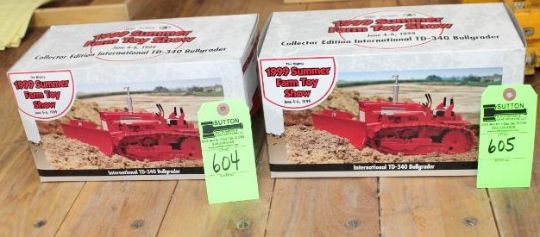 1999 Summer
Farm Toy Show
June 4-6, 1999
Collector Edition International TD-340 Bullgrader
1999 Summer
Farm Toy
Show
June 4-6, 1999
International TD-340 Bullgrader
SUTTON
604
1999 Summer
Farm Toy Show
June 4-6, 1999
Collector Edition International TD-340 Bullgrader
1999 Summer
Farm Toy
Show
June 4-6, 1999
International TD-340 Bullgrader
SUTTON
605